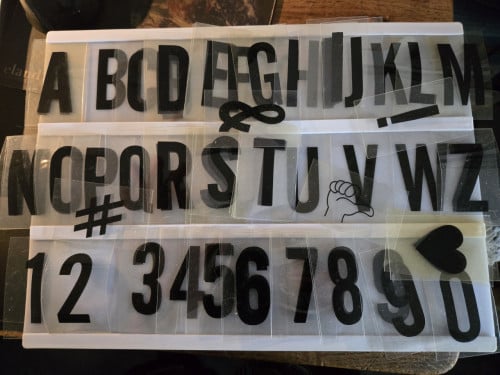 A B C D E F G H I J K L M
!
N O P O R S T U V W Z
#
1 2 3 4 5 6 7 8 9 0